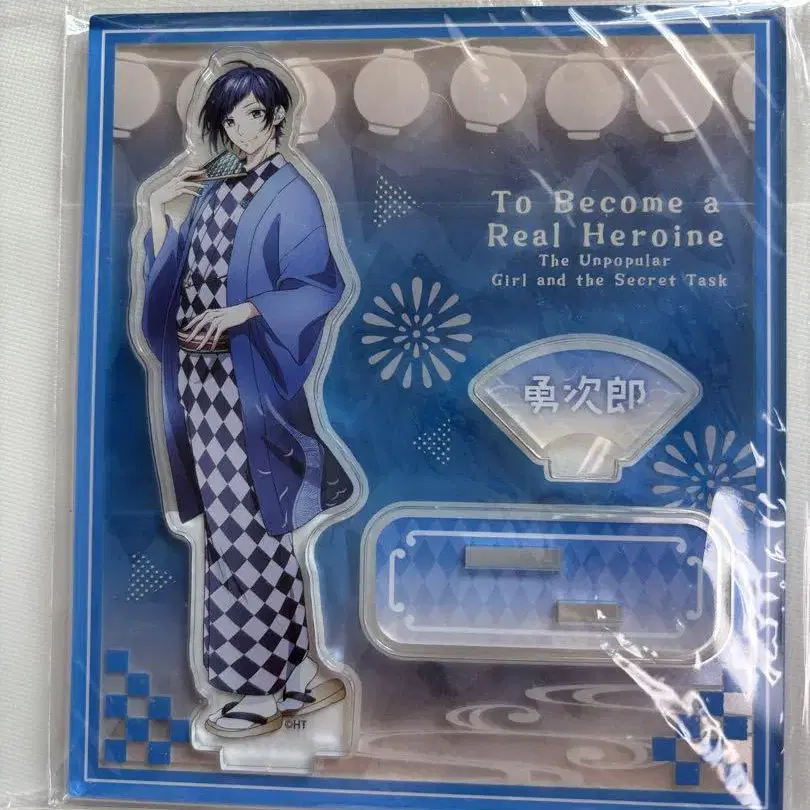 To Become a
Real Heroine
The Unpopular
Girl and the Secret Task
勇次郎
©HT